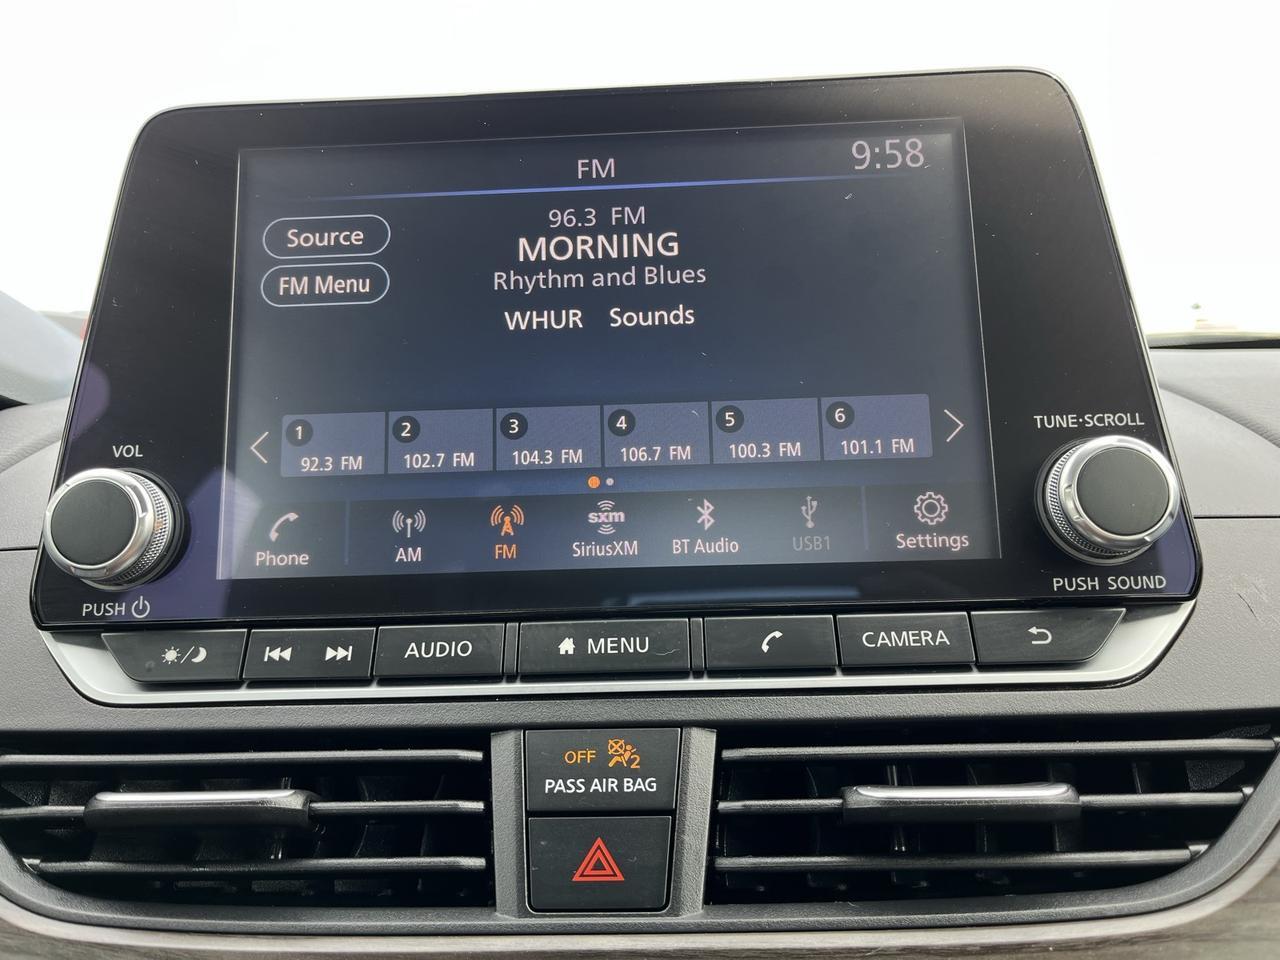 FM
9:58
Source
FM Menu
96.3 FM
MORNING
Rhythm and Blues
WHUR Sounds
1
92.3 FM
2
102.7 FM
3
104.3 FM
4
106.7 FM
5
100.3 FM
6
101.1 FM
Phone
AM
FM
sxm
SiriusXM
BT Audio
USB1
Settings
VOL
PUSH
TUNE·SCROLL
PUSH SOUND
AUDIO
MENU
CAMERA
OFF 2
PASS AIR BAG